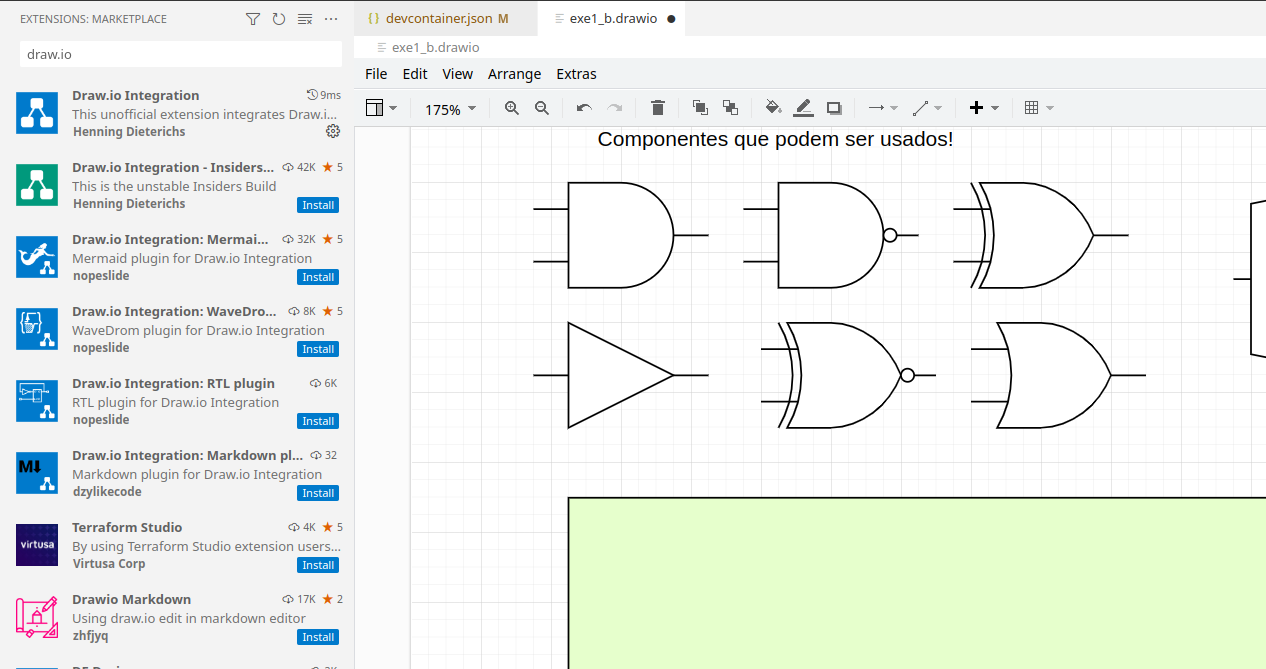 EXTENSIONS: MARKETPLACE
draw.io
Draw.io Integration 9ms
This unofficial extension integrates Draw.i...
Henning Dieterichs
Draw.io Integration - Insiders... 42K ★ 5
This is the unstable Insiders Build
Henning Dieterichs Install
Draw.io Integration: Mermai... 32K ★ 5
Mermaid plugin for Draw.io Integration
nopeslide Install
Draw.io Integration: WaveDro... 8K ★ 5
WaveDrom plugin for Draw.io Integration
nopeslide Install
Draw.io Integration: RTL plugin 6K
RTL plugin for Draw.io Integration
nopeslide Install
M↓
Draw.io Integration: Markdown pl... 32
Markdown plugin for Draw.io Integration
dzylikecode Install
virtusa
Terraform Studio 4K ★ 5
By using Terraform Studio extension users...
Virtusa Corp Install
Drawio Markdown 17K ★ 2
Using draw.io edit in markdown editor
zhfjyq Install
{} devcontainer.json M
exe1_b.drawio ●
exe1_b.drawio
File Edit View Arrange Extras
175%
Componentes que podem ser usados!